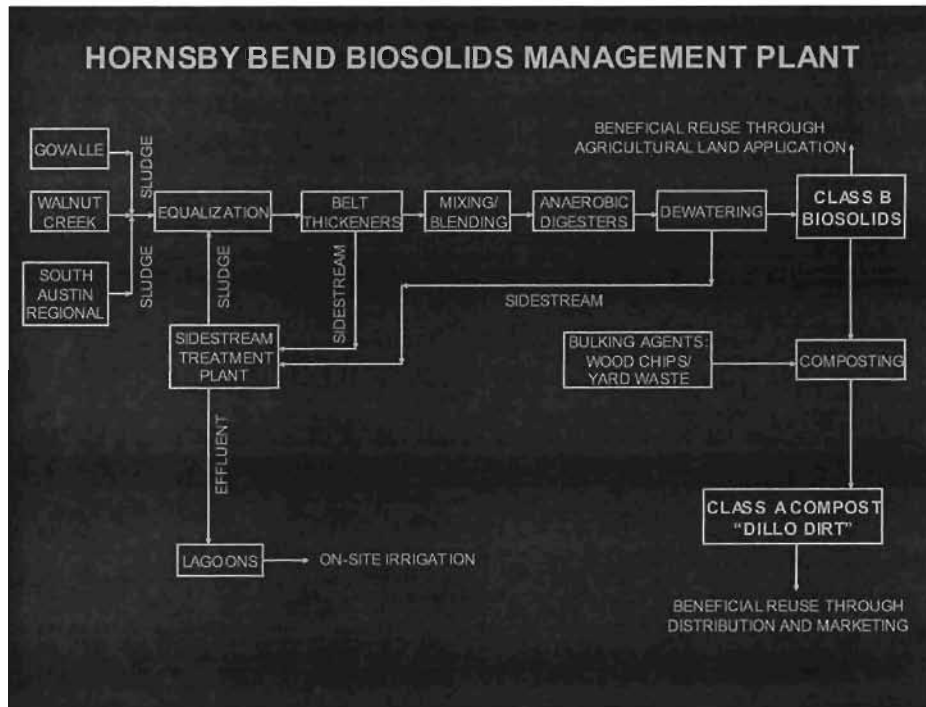 HORNSBY BEND BIOSOLIDS MANAGEMENT PLANT
GOVALLE
WALNUT
CREEK
SOUTH
AUSTIN
REGIONAL
SLUDGE
SLUDGE
EQUALIZATION
BELT
THICKENERS
MIXING/
BLENDING
ANAEROBIC
DIGESTERS
DEWATERING
BENEFICIAL REUSE THROUGH
AGRICULTURAL LAND APPLICATION
CLASS B
BIOSOLIDS
SLUDGE
SIDESTREAM
SIDESTREAM
SIDESTREAM
TREATMENT
PLANT
BULKING AGENTS:
WOOD CHIPS/
YARD WASTE
COMPOSTING
EFFLUENT
CLASS A COMPOST
"DILLO DIRT"
LAGOONS
ON-SITE IRRIGATION
BENEFICIAL REUSE THROUGH
DISTRIBUTION AND MARKETING